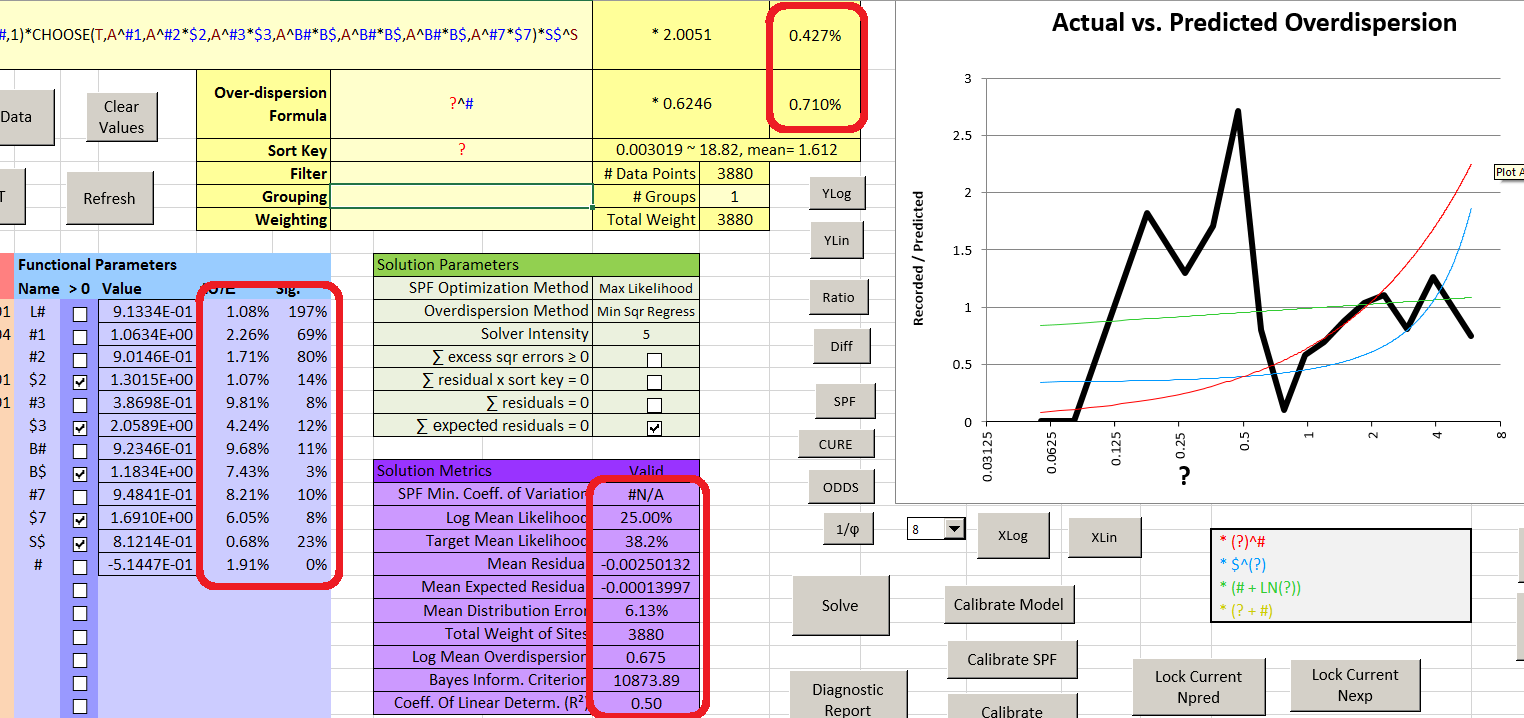 #,1)*CHOOSE(T,A^#1,A^#2*$2,A^#3*$3,A^B#*B$,A^B#*B$,A^B#*B$,A^#7*$7)*S$^S
* 2.0051
0.427%
Over-dispersion
Formula
?^#
* 0.6246
0.710%
Sort Key
?
0.003019 ~ 18.82, mean= 1.612
Filter
# Data Points
3880
Grouping
# Groups
1
Weighting
Total Weight
3880
Data
Clear
Values
T
Refresh
YLog
YLin
Ratio
Diff
SPF
CURE
ODDS
1/φ
8
XLog
XLin
Functional Parameters
Name > 0 Value Sig.
L# 9.1334E-01 1.08% 197%
#1 1.0634E+00 2.26% 69%
#2 9.0146E-01 1.71% 80%
$2 1.3015E+00 1.07% 14%
#3 3.8698E-01 9.81% 8%
$3 2.0589E+00 4.24% 12%
B# 9.2346E-01 9.68% 11%
B$ 1.1834E+00 7.43% 3%
#7 9.4841E-01 8.21% 10%
$7 1.6910E+00 6.05% 8%
S$ 8.1214E-01 0.68% 23%
# -5.1447E-01 1.91% 0%
Solution Parameters
SPF Optimization Method Max Likelihood
Overdispersion Method Min Sqr Regress
Solver Intensity 5
∑ excess sqr errors ≥ 0
∑ residual x sort key = 0
∑ residuals = 0
∑ expected residuals = 0
Solution Metrics Valid
SPF Min. Coeff. of Variation #N/A
Log Mean Likelihood 25.00%
Target Mean Likelihood 38.2%
Mean Residual -0.00250132
Mean Expected Residual -0.00013997
Mean Distribution Error 6.13%
Total Weight of Sites 3880
Log Mean Overdispersion 0.675
Bayes Inform. Criterion 10873.89
Coeff. Of Linear Determ. (R²) 0.50
Solve
Calibrate Model
Calibrate SPF
Diagnostic
Report
Calibrate
Lock Current
Npred
Lock Current
Nexp
Actual vs. Predicted Overdispersion
Recorded / Predicted
3
2.5
2
1.5
1
0.5
0
0.03125
0.0625
0.125
0.25
0.5
1
2
4
8
?
Plot A
* (?)^#
* $^(?)
* (# + LN(?))
* (? + #)